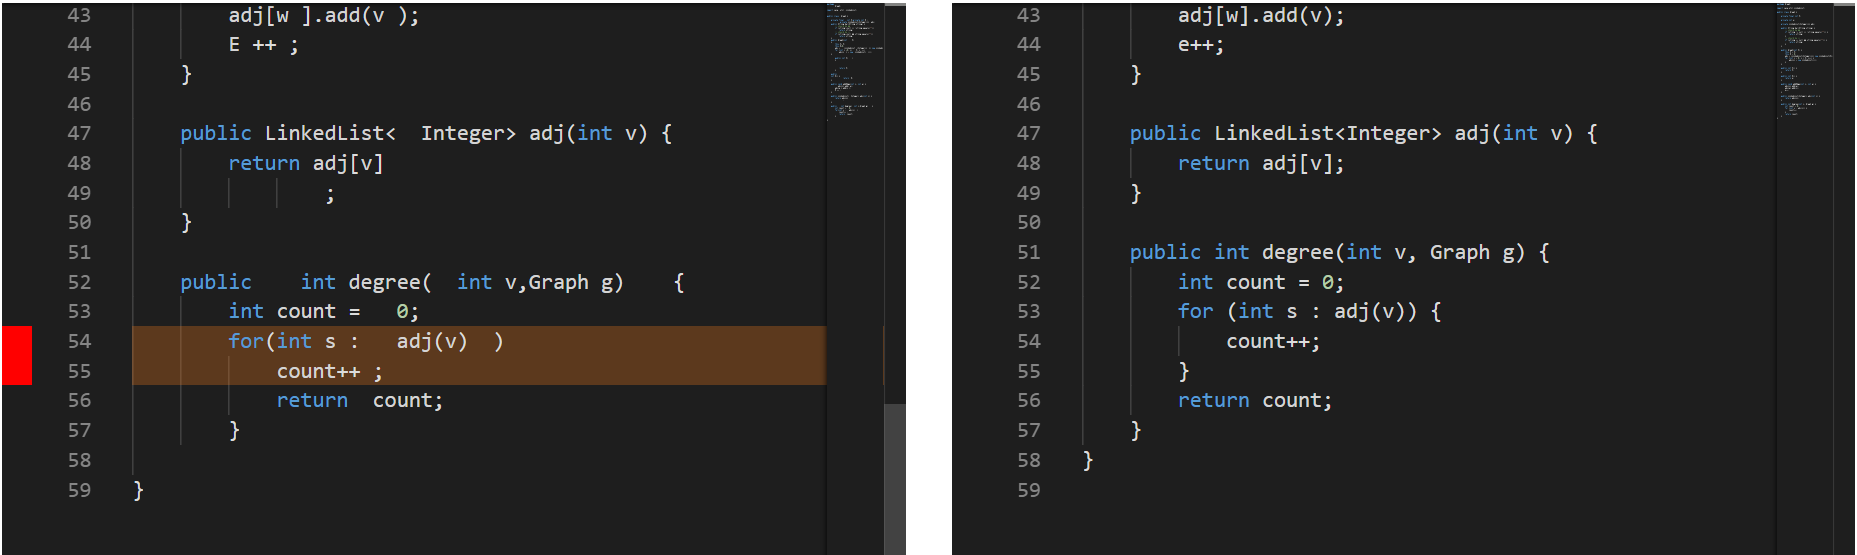 43 adj[w ].add(v );
44 E ++ ;
45 }
46
47 public LinkedList<  Integer> adj(int v) {
48 return adj[v]
49 ;
50 }
51
52 public    int degree(  int v,Graph g)    {
53 int count =   0;
54 for(int s :   adj(v)  )
55 count++ ;
56 return  count;
57 }
58
59 }
43 adj[w].add(v);
44 e++;
45 }
46
47 public LinkedList<Integer> adj(int v) {
48 return adj[v];
49 }
50
51 public int degree(int v, Graph g) {
52 int count = 0;
53 for (int s : adj(v)) {
54 count++;
55 }
56 return count;
57 }
58 }
59